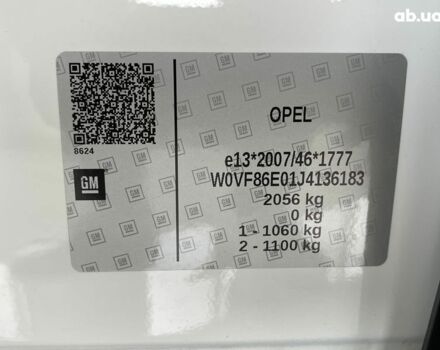 ab.ua
8624
GM
OPEL
e13*2007/46*1777
W0VF86E01J4136183
2056 kg
0 kg
1 - 1060 kg
2 - 1100 kg